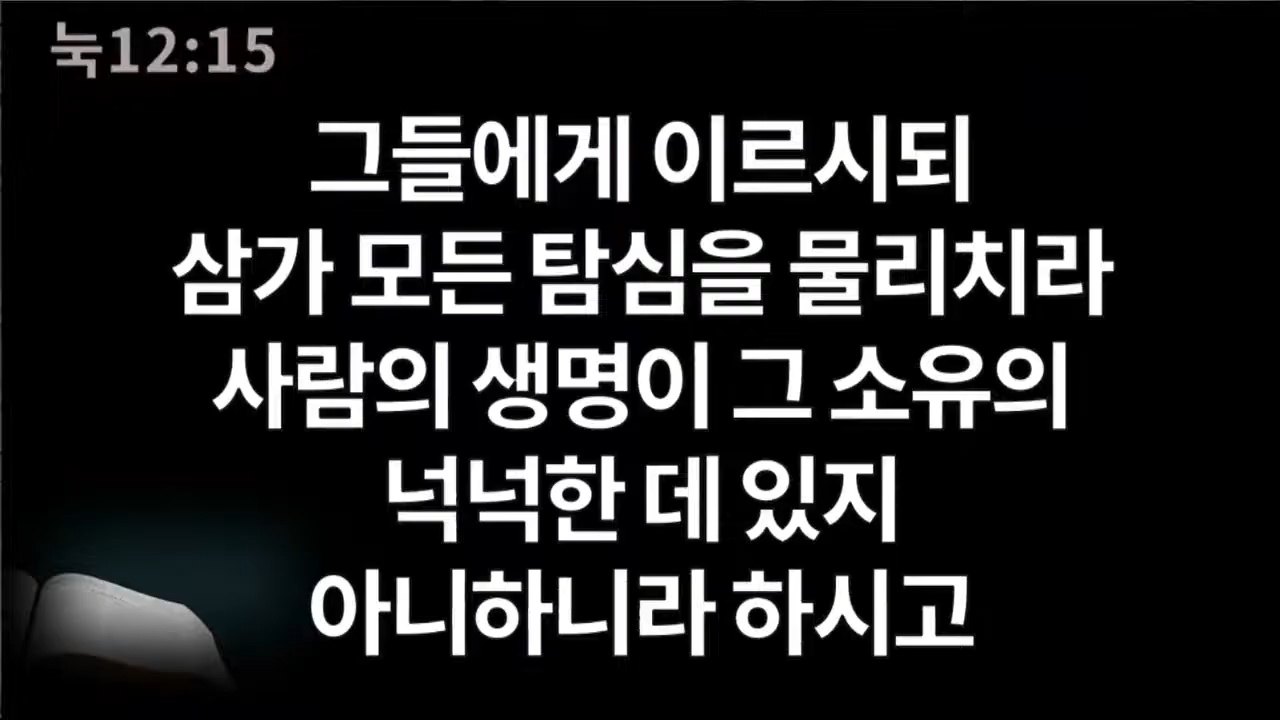 눅12:15
그들에게 이르시되
삼가 모든 탐심을 물리치라
사람의 생명이 그 소유의
넉넉한 데 있지
아니하니라 하시고